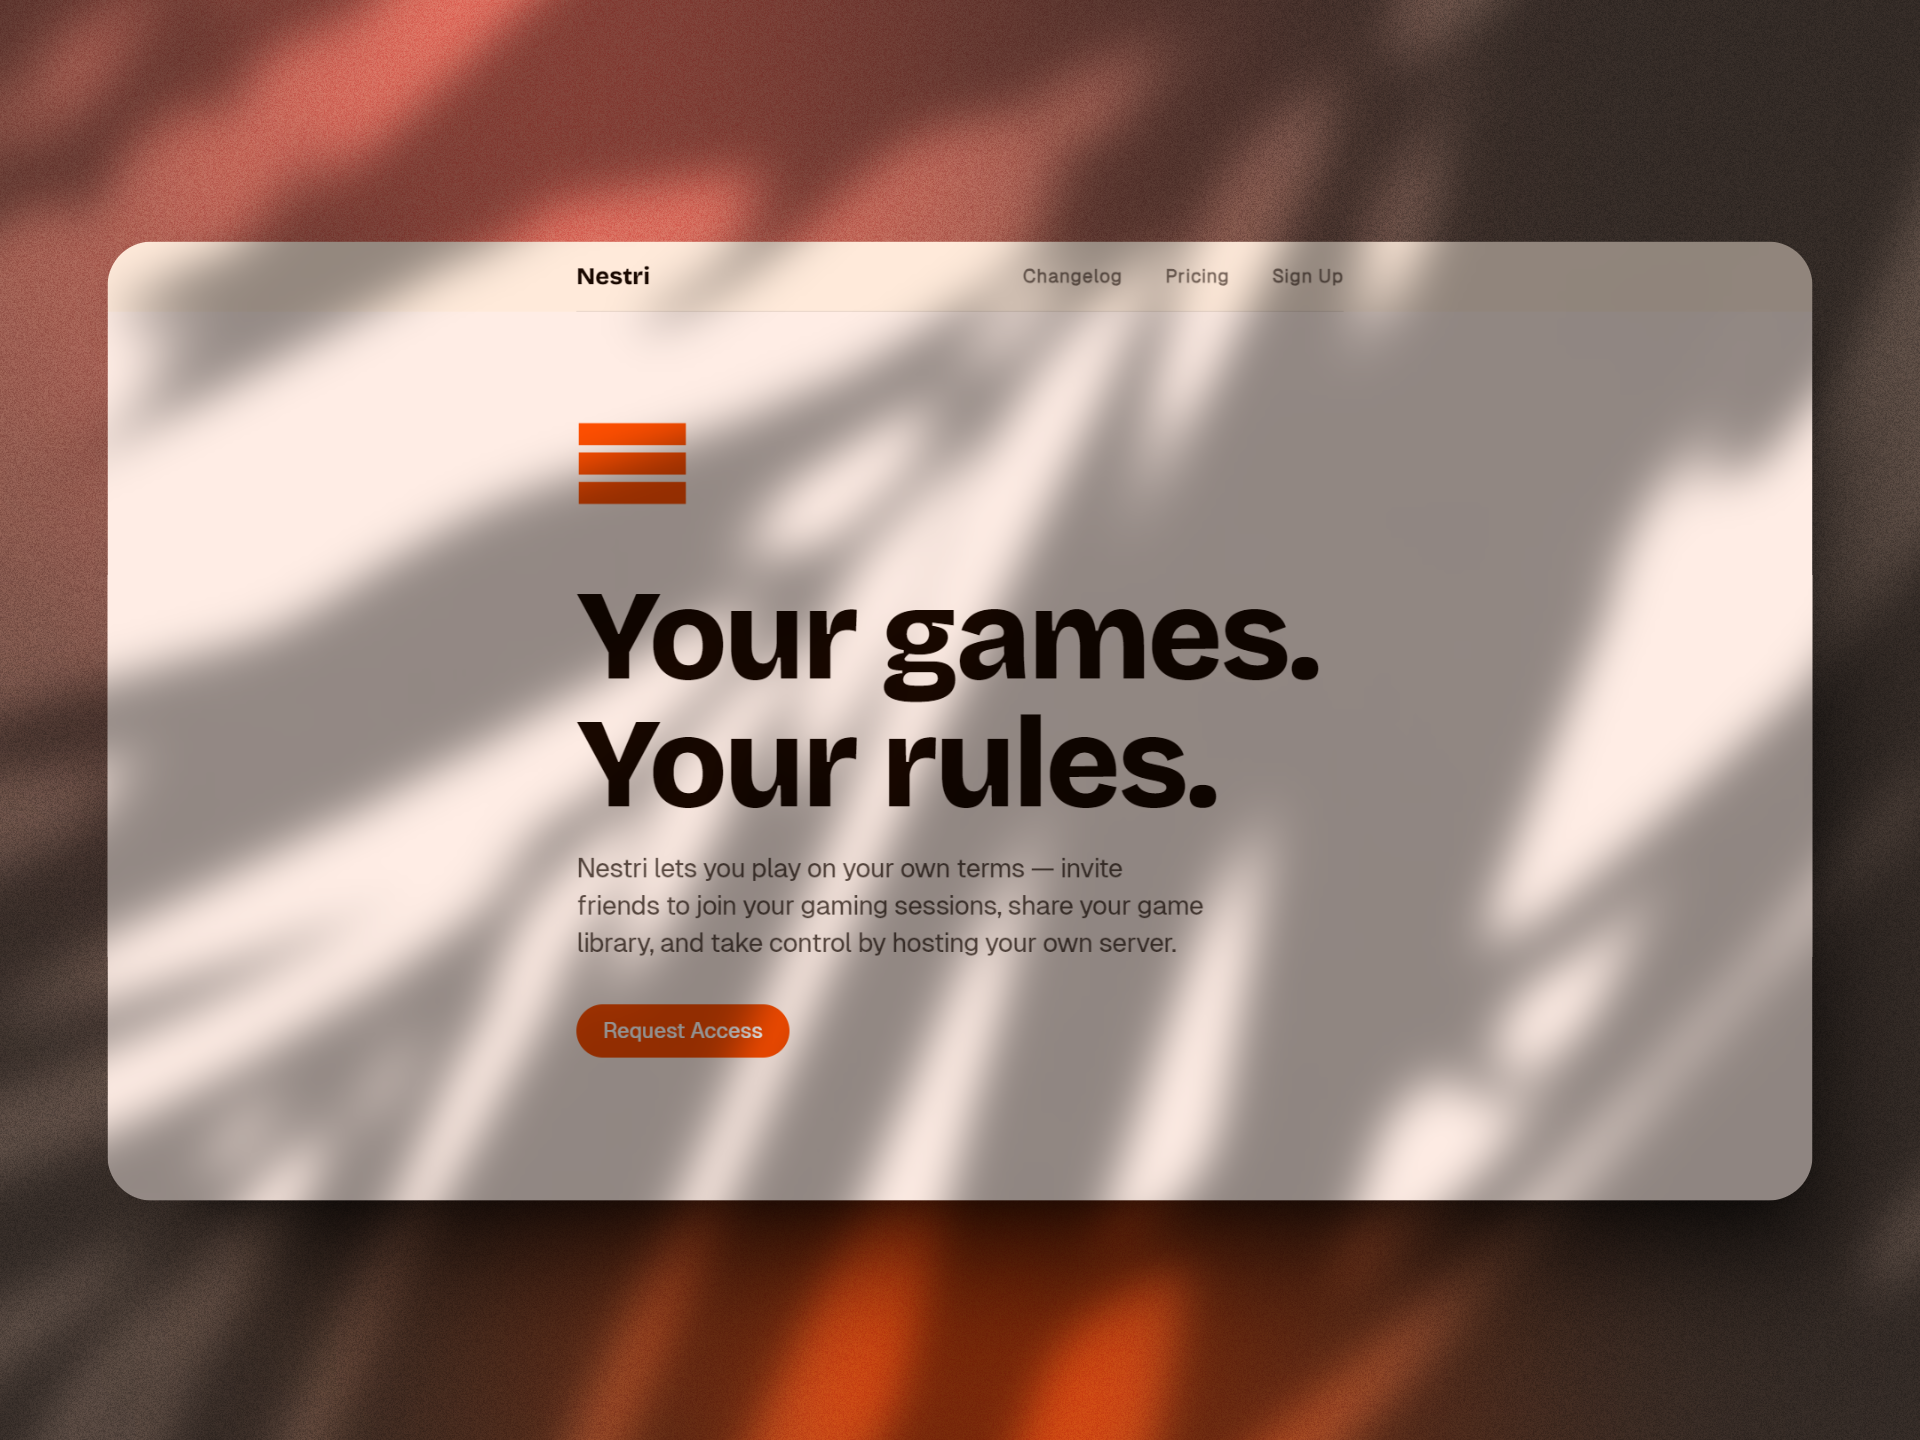 Nestri
Changelog
Pricing
Sign Up
Your games.
Your rules.
Nestri lets you play on your own terms — invite
friends to join your gaming sessions, share your game
library, and take control by hosting your own server.
Request Access